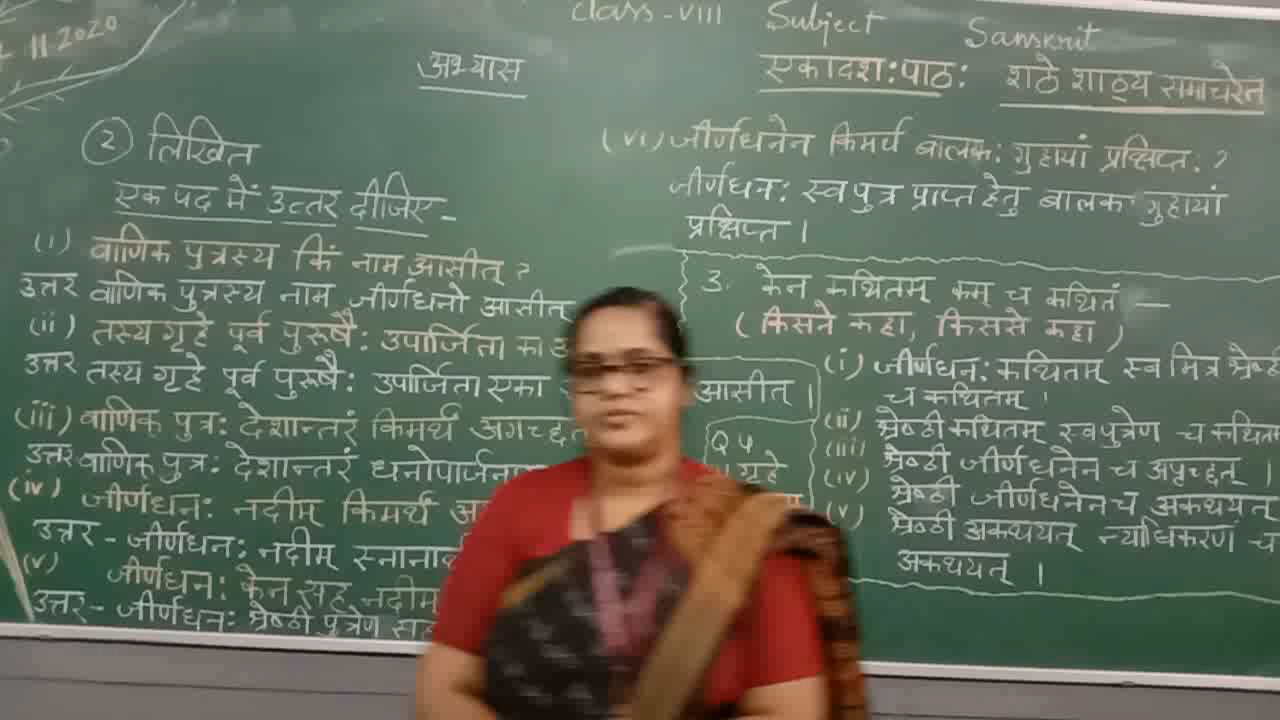 11 2020
Class-VIII Subject Sanskrit
अभ्यास
एकादश: पाठ: शठे शाठ्य समाचरेत
② लिखित
एक पद में उत्तर दीजिए-
(i) वाणिक पुत्रस्य किं नाम आसीत् ?
उत्तर वाणिक पुत्रस्य नाम जीर्णधनो आसीत्
(ii) तस्य गृहे पूर्व पुरुषै: उपार्जिता का
उत्तर तस्य गृहे पूर्व पुरूषै: उपार्जिता एका आसीत् ।
(iii) वाणिक पुत्र: देशान्तरं किमर्थ
उत्तर वाणिक पुत्र: देशान्तरं
(iv) जीर्णधन: नदीम् किमर्थ
उत्तर - जीर्णधन: नदीम्
(v) जीर्णधन: केन सह नदीम्
उत्तर - जीर्णधन: श्रेष्ठी पुत्रेण सह
(vi) जीर्णधनेन किमर्थ बालक: गुहायां प्रक्षिप्त: ?
जीर्णधन: स्वपुत्र प्राप्त हेतु बालक गुहायां
प्रक्षिप्त ।
3. केन कथितम् कम् च कथितं —
( किसने कहा, किससे कहा )
(i) जीर्णधन: कथितम् स्व मित्र श्रेष्ठी
च कथितम् ।
(ii) श्रेष्ठी कथितम् स्वपुत्रेण च कथितम
(iii) श्रेष्ठी जीर्णधनेन च अपृच्छत् ।
(iv) श्रेष्ठी जीर्णधनेन च अकथयत्
(v) श्रेष्ठी अकथयत् न्याधिकरणं च
अकथयत् ।
Q 4.
गृहे